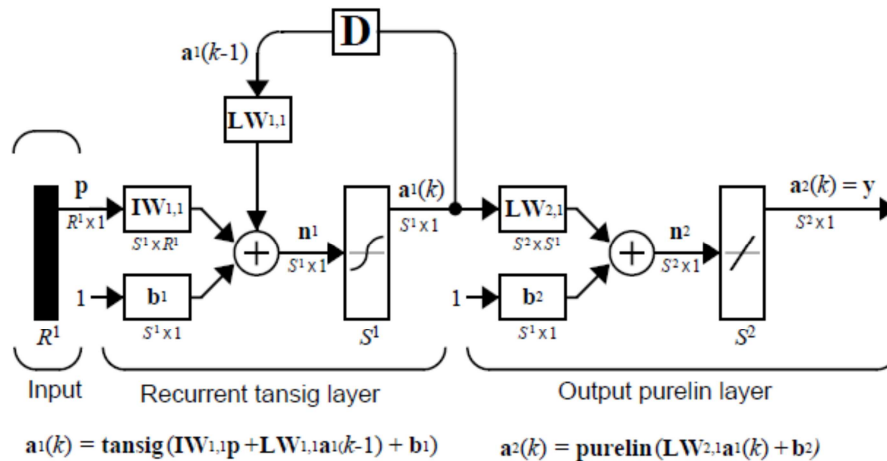 D
a1(k-1)
LW1,1
p
R1x1
IW1,1
S1xR1
n1
S1x1
a1(k)
S1x1
LW2,1
S2xS1
n2
S2x1
a2(k) = y
S2x1
1
b1
S1x1
1
b2
S1x1
R1
S1
S2
Input
Recurrent tansig layer
Output purelin layer
a1(k) = tansig(IW1,1p +LW1,1a1(k-1) + b1)
a2(k) = purelin(LW2,1a1(k)+ b2)